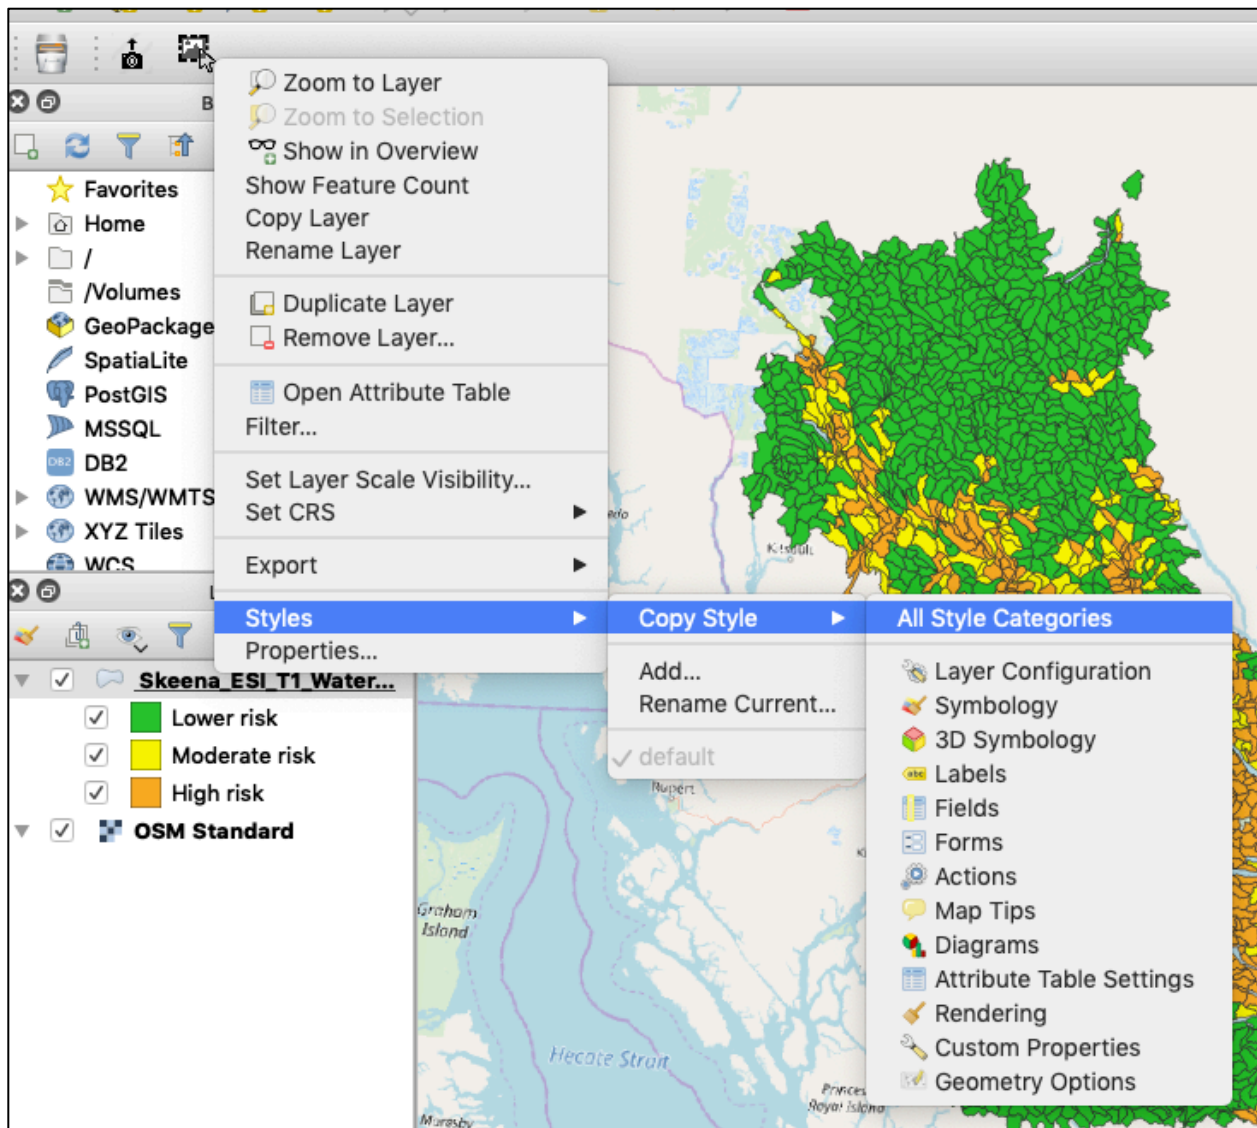 B
Favorites
Home
/
/Volumes
GeoPackage
SpatiaLite
PostGIS
MSSQL
DB2
DB2
WMS/WMTS
XYZ Tiles
WCS
Skeena_ESI_T1_Water...
Lower risk
Moderate risk
High risk
OSM Standard
Zoom to Layer
Zoom to Selection
Show in Overview
Show Feature Count
Copy Layer
Rename Layer
Duplicate Layer
Remove Layer...
Open Attribute Table
Filter...
Set Layer Scale Visibility...
Set CRS
Export
Styles
Properties...
Copy Style
Add...
Rename Current...
default
All Style Categories
Layer Configuration
Symbology
3D Symbology
abc
Labels
Fields
Forms
Actions
Map Tips
Diagrams
Attribute Table Settings
Rendering
Custom Properties
Geometry Options
Kitsault
Rupert
Graham
Island
Hecate Strait
Royal Island